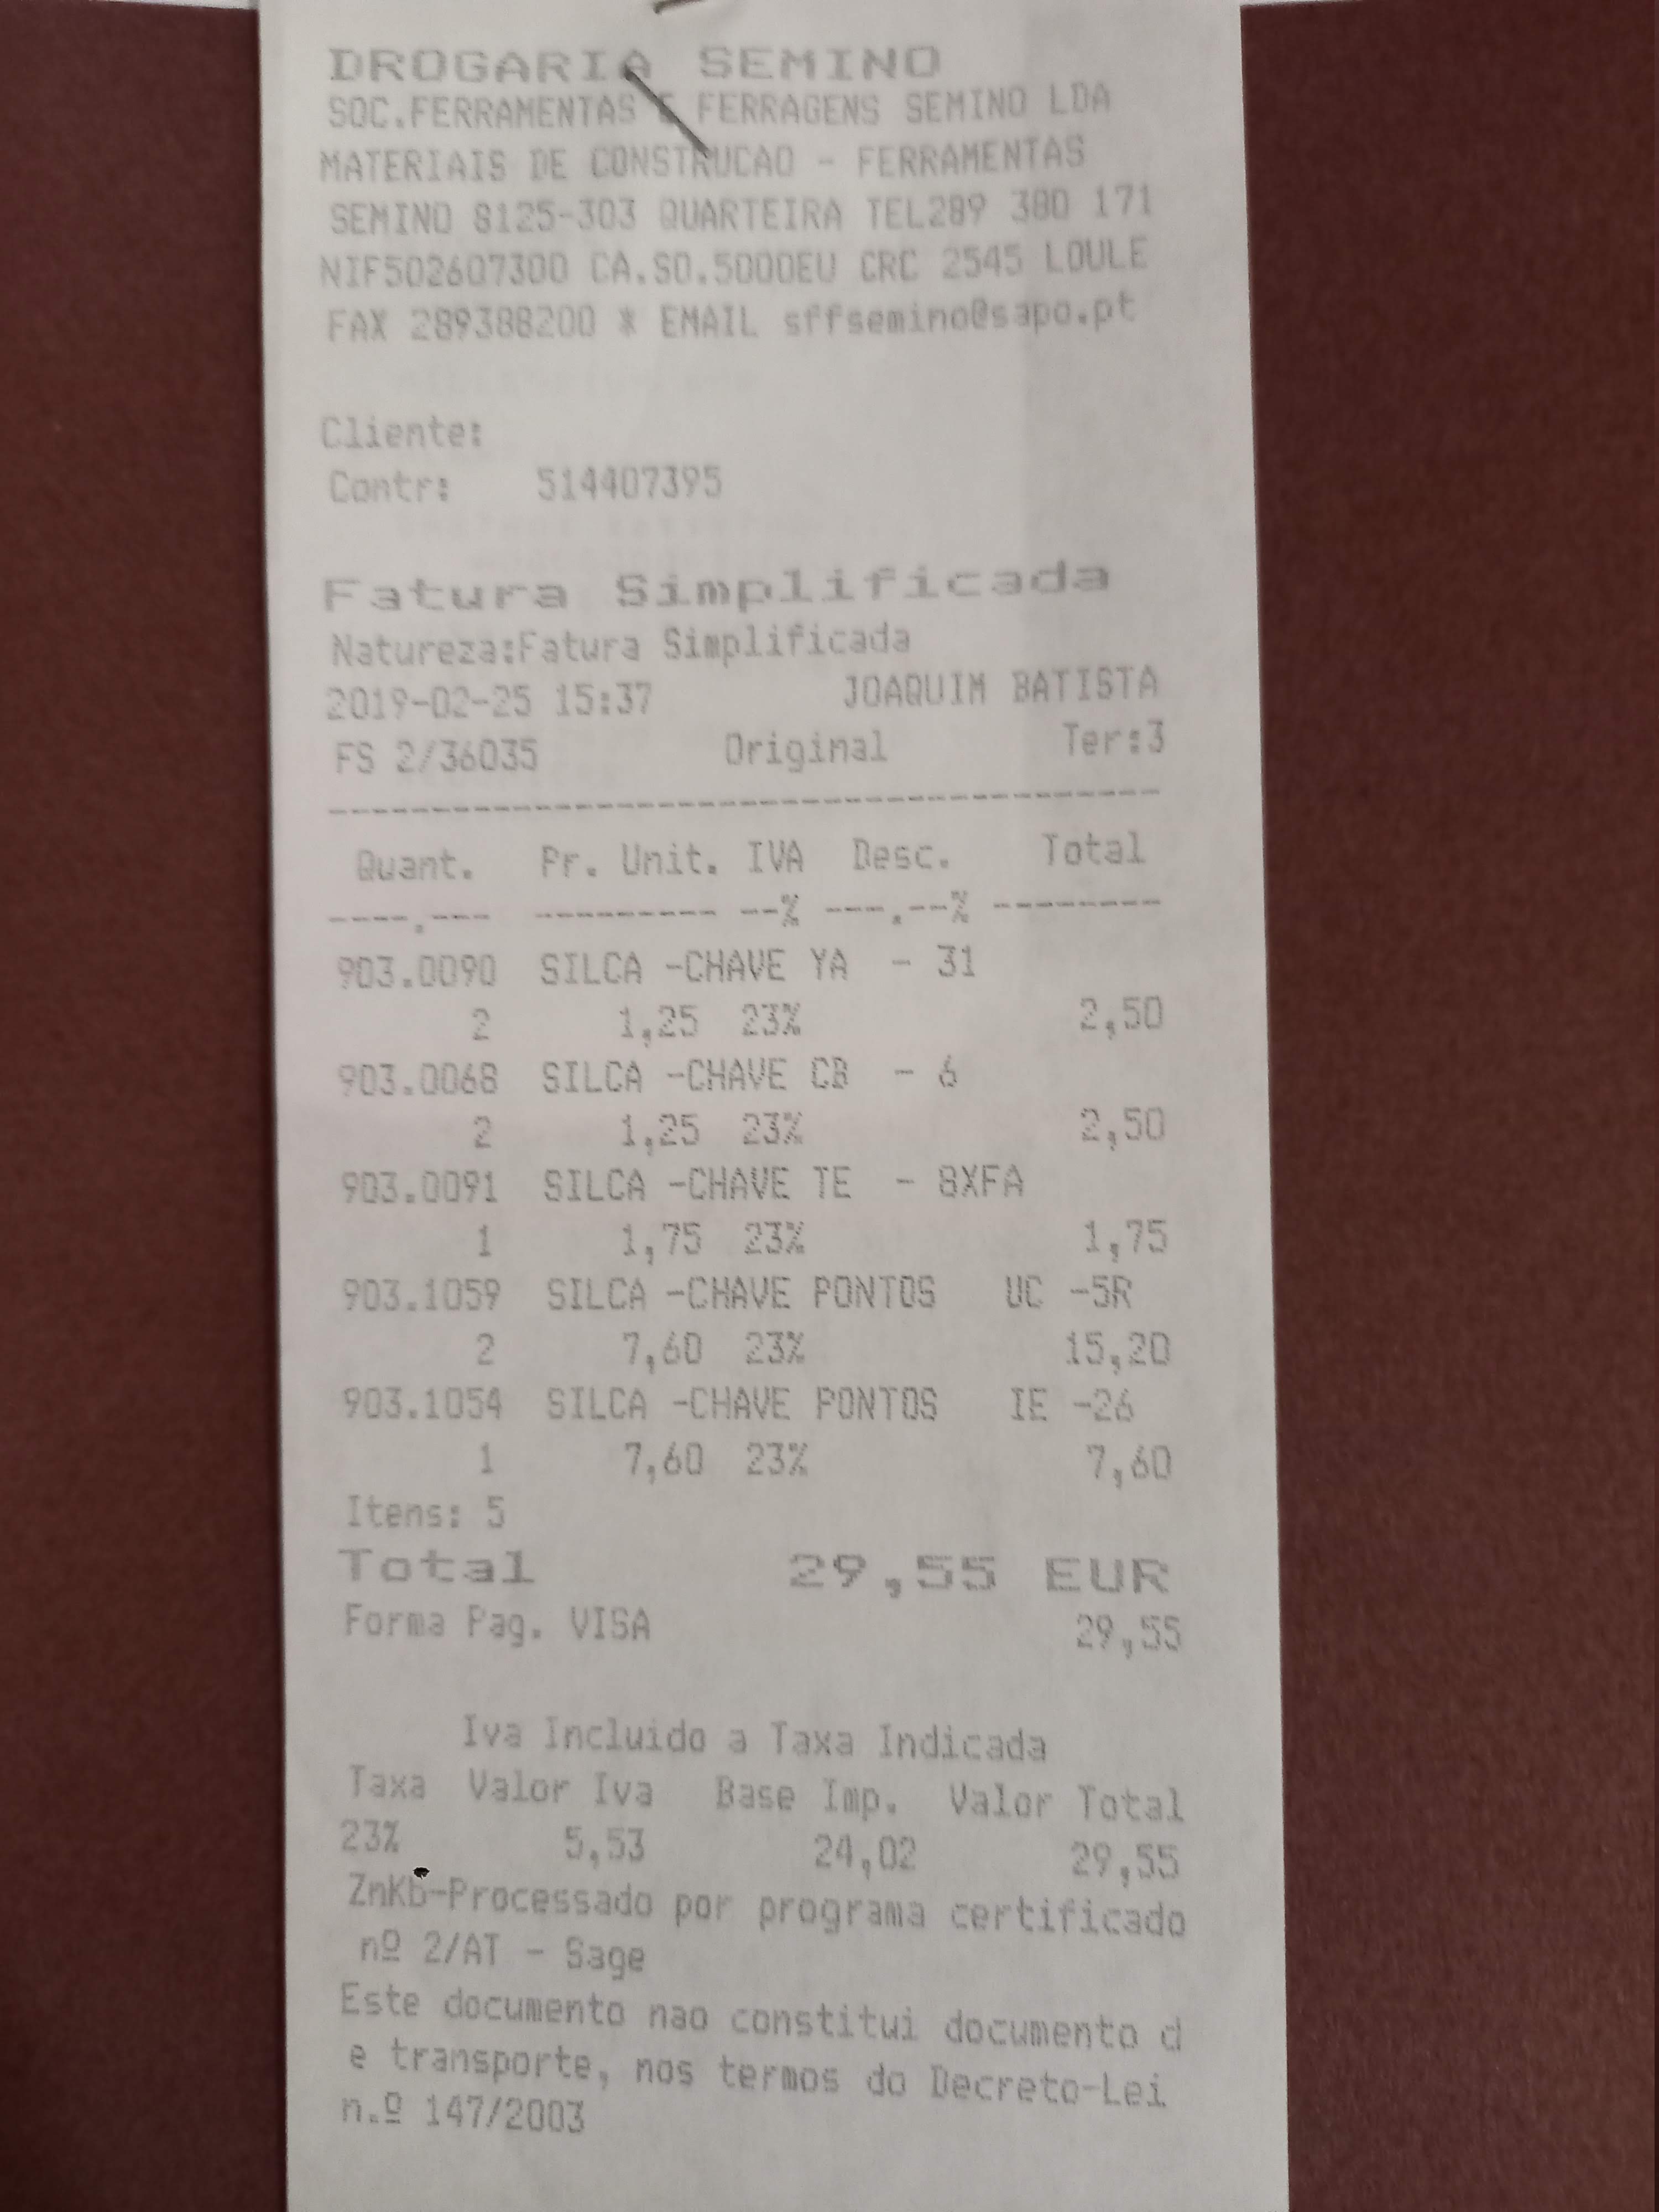 DROGARIA SEMINO
SOC.FERRAMENTAS E FERRAGENS SEMINO LDA
MATERIAIS DE CONSTRUCAO - FERRAMENTAS
SEMINO 8125-303 QUARTEIRA TEL289 380 171
NIF502607300 CA.SO.5000EU CRC 2545 LOULE
FAX 289388200 * EMAIL sffsemino@sapo.pt
Cliente:
Contr: 514407395
Fatura Simplificada
Natureza:Fatura Simplificada
2019-02-25 15:37 JOAQUIM BATISTA
FS 2/36035 Original Ter:3
----------------------------------------
Quant. Pr. Unit. IVA Desc. Total
----.--- --------- --% ---.--% --------
903.0090 SILCA -CHAVE YA - 31
2 1,25 23% 2,50
903.0068 SILCA -CHAVE CB - 6
2 1,25 23% 2,50
903.0091 SILCA -CHAVE TE - 8XFA
1 1,75 23% 1,75
903.1059 SILCA -CHAVE PONTOS UC -5R
2 7,60 23% 15,20
903.1054 SILCA -CHAVE PONTOS IE -26
1 7,60 23% 7,60
Itens: 5
Total 29,55 EUR
Forma Pag. VISA 29,55
Iva Incluido a Taxa Indicada
Taxa Valor Iva Base Imp. Valor Total
23% 5,53 24,02 29,55
ZnKb-Processado por programa certificado
nº 2/AT - Sage
Este documento nao constitui documento d
e transporte, nos termos do Decreto-Lei
n.º 147/2003